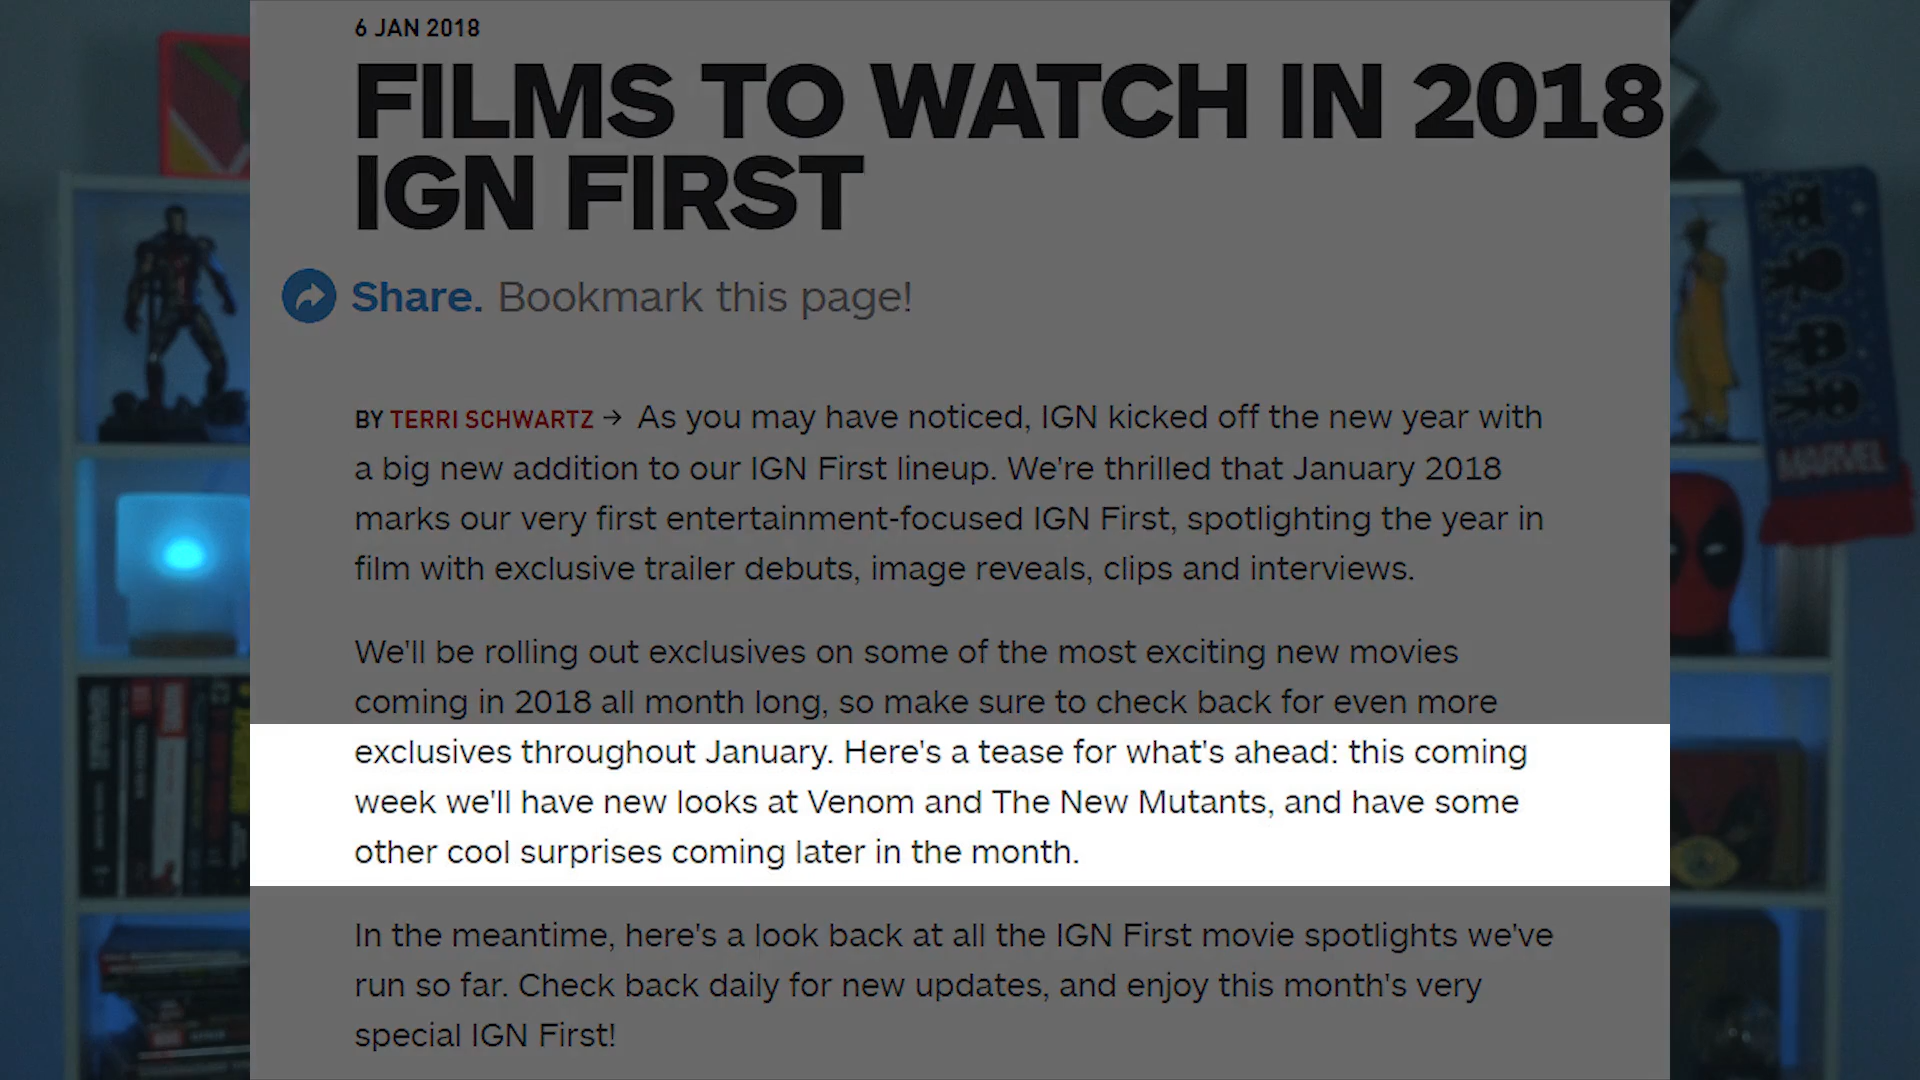 6 JAN 2018
FILMS TO WATCH IN 2018
IGN FIRST
Share. Bookmark this page!
BY TERRI SCHWARTZ → As you may have noticed, IGN kicked off the new year with
a big new addition to our IGN First lineup. We're thrilled that January 2018
marks our very first entertainment-focused IGN First, spotlighting the year in
film with exclusive trailer debuts, image reveals, clips and interviews.
We'll be rolling out exclusives on some of the most exciting new movies
coming in 2018 all month long, so make sure to check back for even more
exclusives throughout January. Here's a tease for what's ahead: this coming
week we'll have new looks at Venom and The New Mutants, and have some
other cool surprises coming later in the month.
In the meantime, here's a look back at all the IGN First movie spotlights we've
run so far. Check back daily for new updates, and enjoy this month's very
special IGN First!
MARVEL